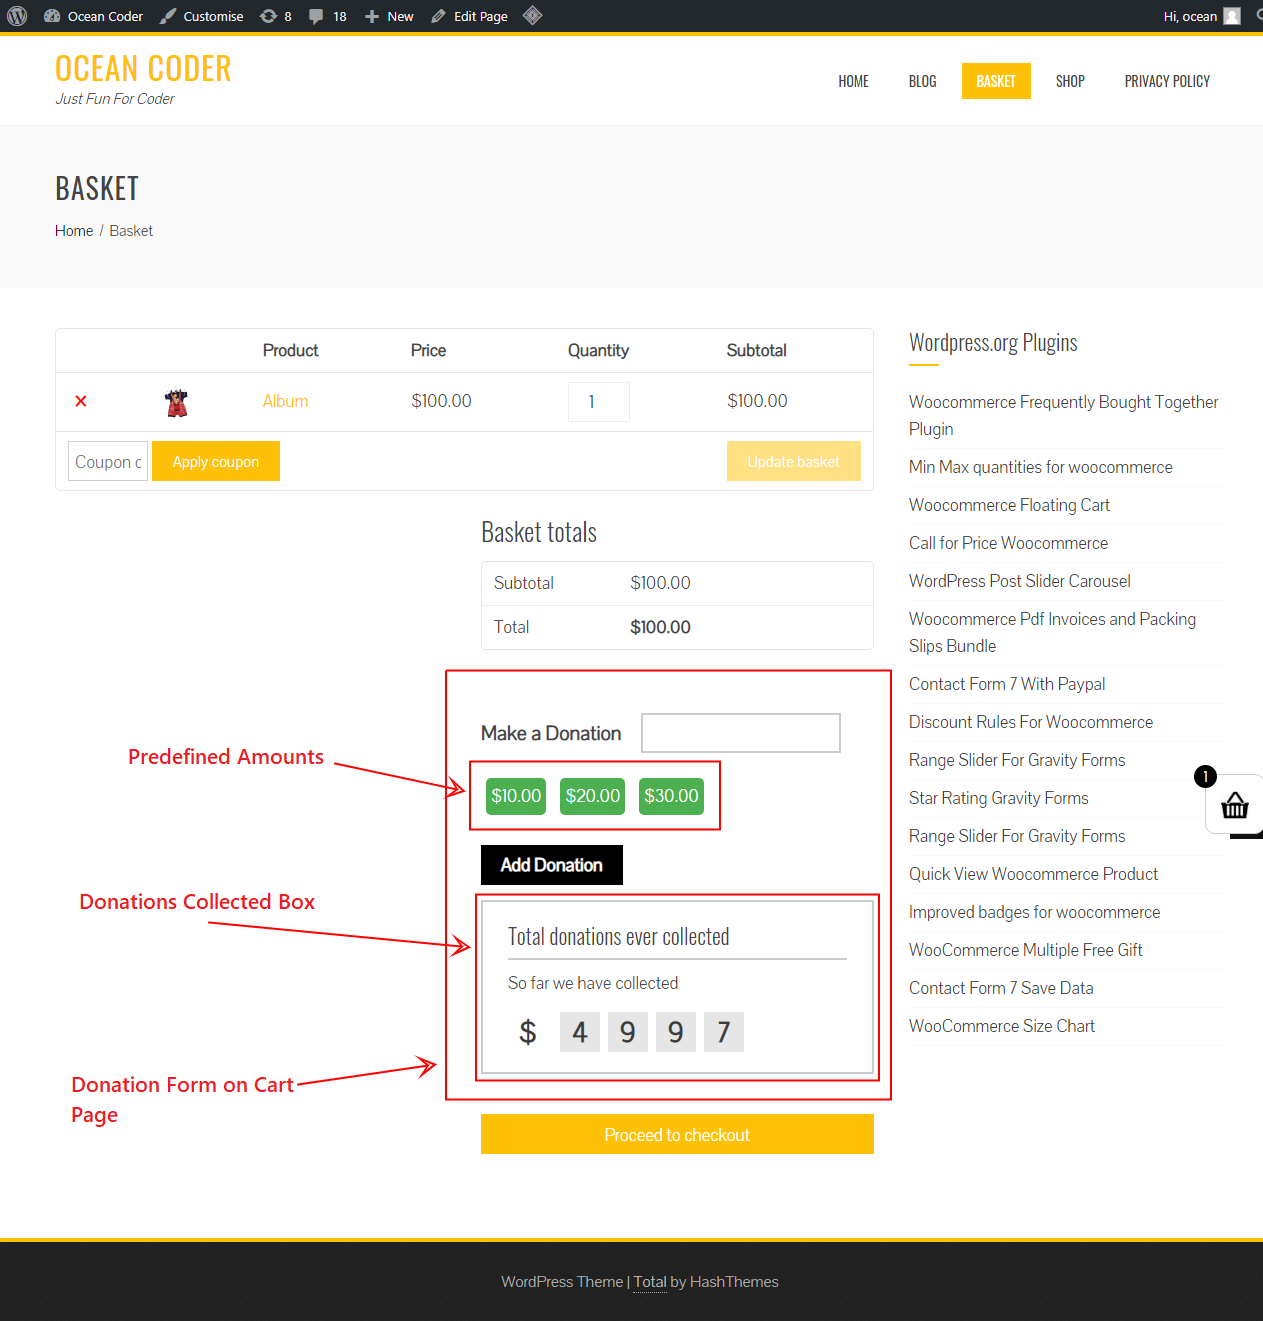 Ocean Coder Customise 8 18 New Edit Page Hi, ocean
OCEAN CODER
Just Fun For Coder
HOME BLOG BASKET SHOP PRIVACY POLICY
BASKET
Home / Basket
Product Price Quantity Subtotal
× Album $100.00 1 $100.00
Coupon c Apply coupon Update basket
Basket totals
Subtotal $100.00
Total $100.00
Make a Donation
Predefined Amounts
$10.00 $20.00 $30.00
Add Donation
Donations Collected Box
Total donations ever collected
So far we have collected
$ 4 9 9 7
Donation Form on Cart
Page
Proceed to checkout
Wordpress.org Plugins
Woocommerce Frequently Bought Together
Plugin
Min Max quantities for woocommerce
Woocommerce Floating Cart
Call for Price Woocommerce
WordPress Post Slider Carousel
Woocommerce Pdf Invoices and Packing
Slips Bundle
Contact Form 7 With Paypal
Discount Rules For Woocommerce
Range Slider For Gravity Forms
Star Rating Gravity Forms
Range Slider For Gravity Forms
Quick View Woocommerce Product
Improved badges for woocommerce
WooCommerce Multiple Free Gift
Contact Form 7 Save Data
WooCommerce Size Chart
1
WordPress Theme | Total by HashThemes